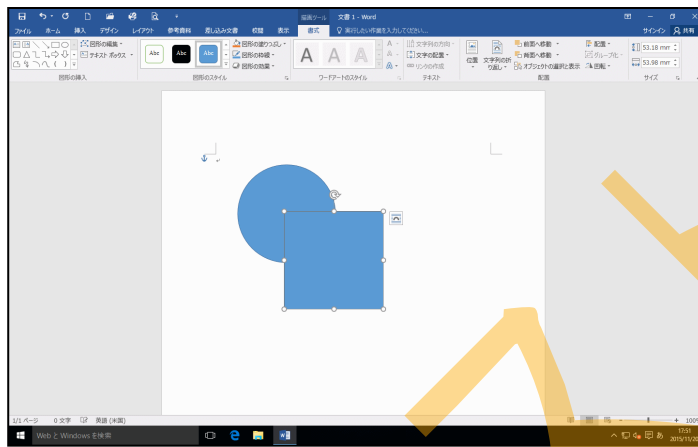 描画ツール 文書 1 - Word
ファイル ホーム 挿入 デザイン レイアウト 参考資料 差し込み文書 校閲 表示 書式 実行したい作業を入力してください... サインイン 共有
図形の編集
テキスト ボックス
図形の挿入
Abc Abc Abc
図形の塗りつぶし
図形の枠線
図形の効果
図形のスタイル
A A A
ワードアートのスタイル
文字列の方向
文字の配置
リンクの作成
テキスト
位置 文字列の折り返し
前面へ移動
背面へ移動
オブジェクトの選択と表示
配置
グループ化
回転
配置
53.18 mm
53.98 mm
サイズ
1/1 ページ 0 文字 英語 (米国) 100%
Web と Windows を検索
あ 17:51